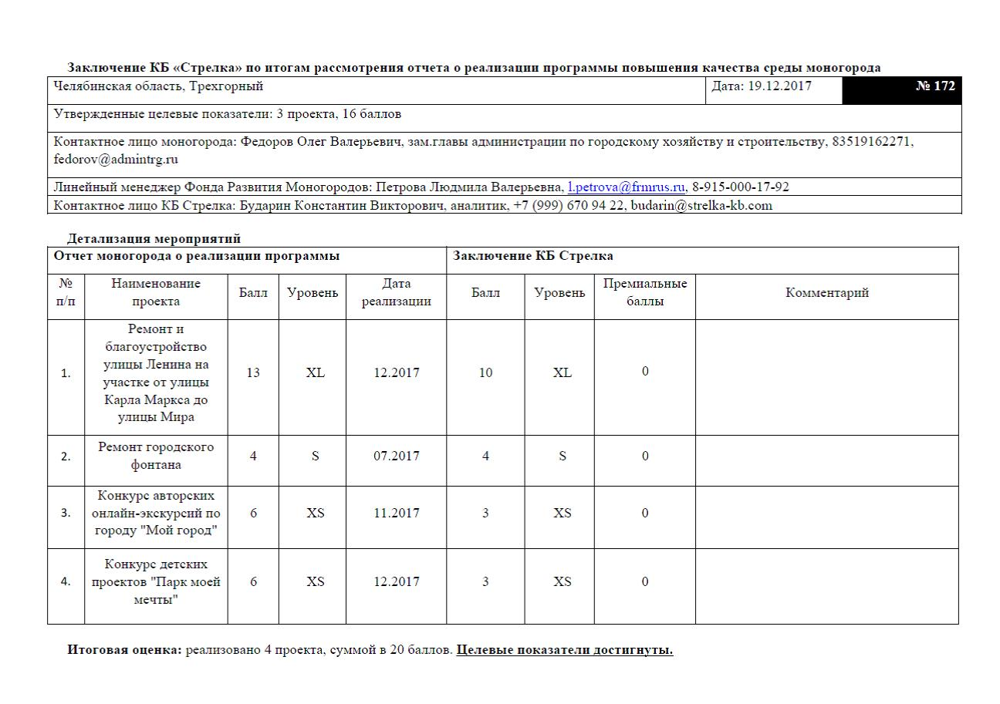 Заключение КБ «Стрелка» по итогам рассмотрения отчета о реализации программы повышения качества среды моногорода
Челябинская область, Трехгорный Дата: 19.12.2017 № 172
Утвержденные целевые показатели: 3 проекта, 16 баллов
Контактное лицо моногорода: Федоров Олег Валерьевич, зам.главы администрации по городскому хозяйству и строительству, 83519162271,
fedorov@admintrg.ru
Линейный менеджер Фонда Развития Моногородов: Петрова Людмила Валерьевна, l.petrova@frmrus.ru, 8-915-000-17-92
Контактное лицо КБ Стрелка: Бударин Константин Викторович, аналитик, +7 (999) 670 94 22, budarin@strelka-kb.com
Детализация мероприятий
Отчет моногорода о реализации программы Заключение КБ Стрелка
№
п/п
Наименование
проекта
Балл
Уровень
Дата
реализации
Балл
Уровень
Премиальные
баллы
Комментарий
1.
Ремонт и
благоустройство
улицы Ленина на
участке от улицы
Карла Маркса до
улицы Мира
13 XL 12.2017 10 XL 0
2.
Ремонт городского
фонтана
4 S 07.2017 4 S 0
3.
Конкурс авторских
онлайн-экскурсий по
городу "Мой город"
6 XS 11.2017 3 XS 0
4.
Конкурс детских
проектов "Парк моей
мечты"
6 XS 12.2017 3 XS 0
Итоговая оценка: реализовано 4 проекта, суммой в 20 баллов. Целевые показатели достигнуты.